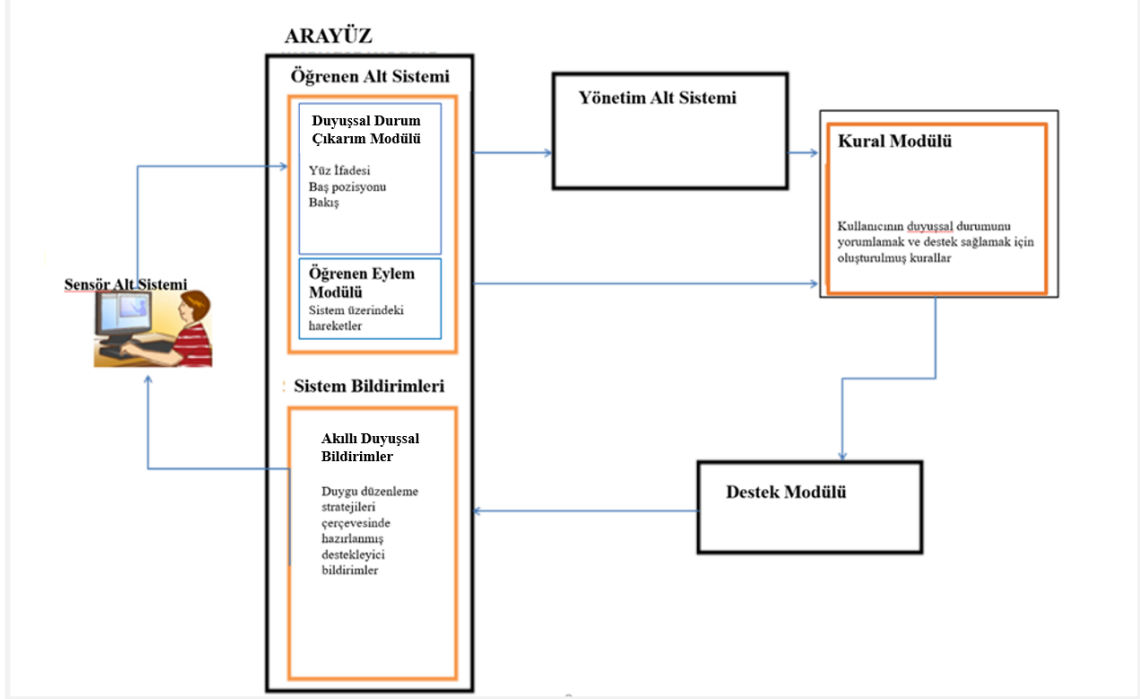 ARAYÜZ
Öğrenen Alt Sistemi
Duyuşsal Durum
Çıkarım Modülü
Yüz İfadesi
Baş pozisyonu
Bakış
Öğrenen Eylem
Modülü
Sistem üzerindeki
hareketler
Sensör Alt Sistemi
Sistem Bildirimleri
Akıllı Duyuşsal
Bildirimler
Duygu düzenleme
stratejileri
çerçevesinde
hazırlanmış
destekleyici
bildirimler
Yönetim Alt Sistemi
Kural Modülü
Kullanıcının duyuşsal durumunu
yorumlamak ve destek sağlamak için
oluşturulmuş kurallar
Destek Modülü